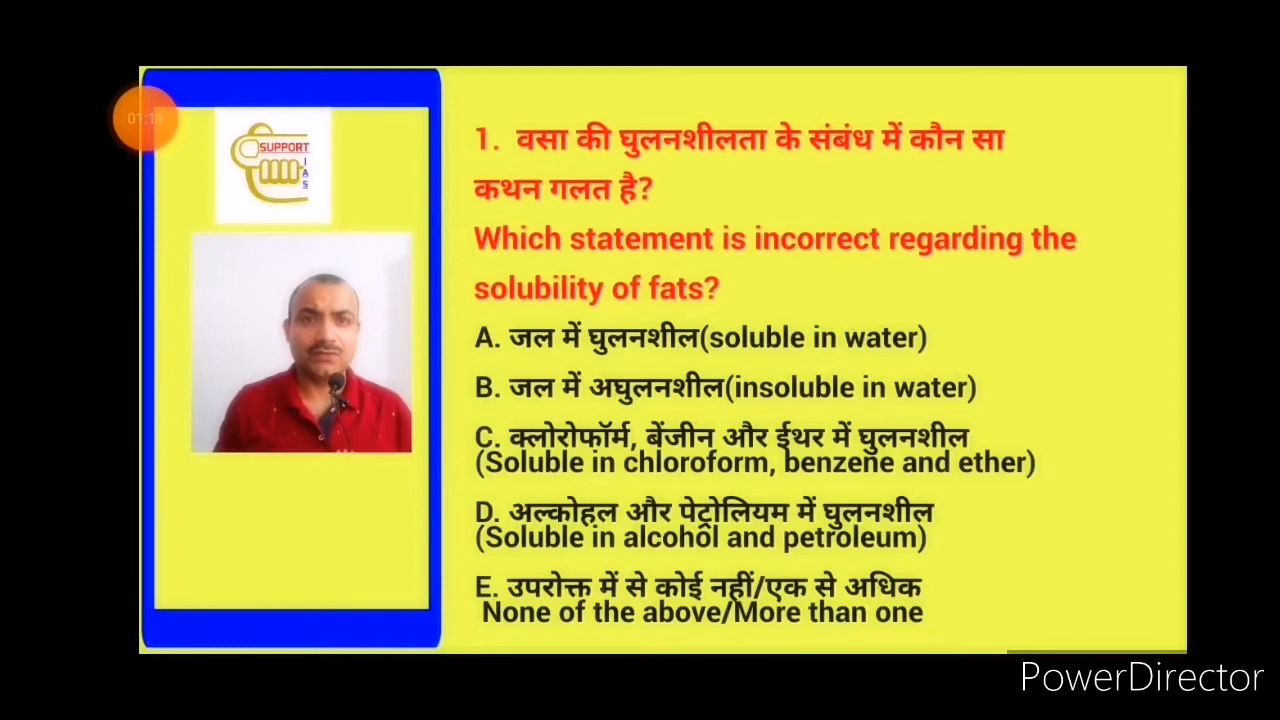 01:11
SUPPORT
I
A
S
1. वसा की घुलनशीलता के संबंध में कौन सा
कथन गलत है?
Which statement is incorrect regarding the
solubility of fats?
A. जल में घुलनशील(soluble in water)
B. जल में अघुलनशील(insoluble in water)
C. क्लोरोफॉर्म, बेंजीन और ईथर में घुलनशील
(Soluble in chloroform, benzene and ether)
D. अल्कोहल और पेट्रोलियम में घुलनशील
(Soluble in alcohol and petroleum)
E. उपरोक्त में से कोई नहीं/एक से अधिक
None of the above/More than one
PowerDirector